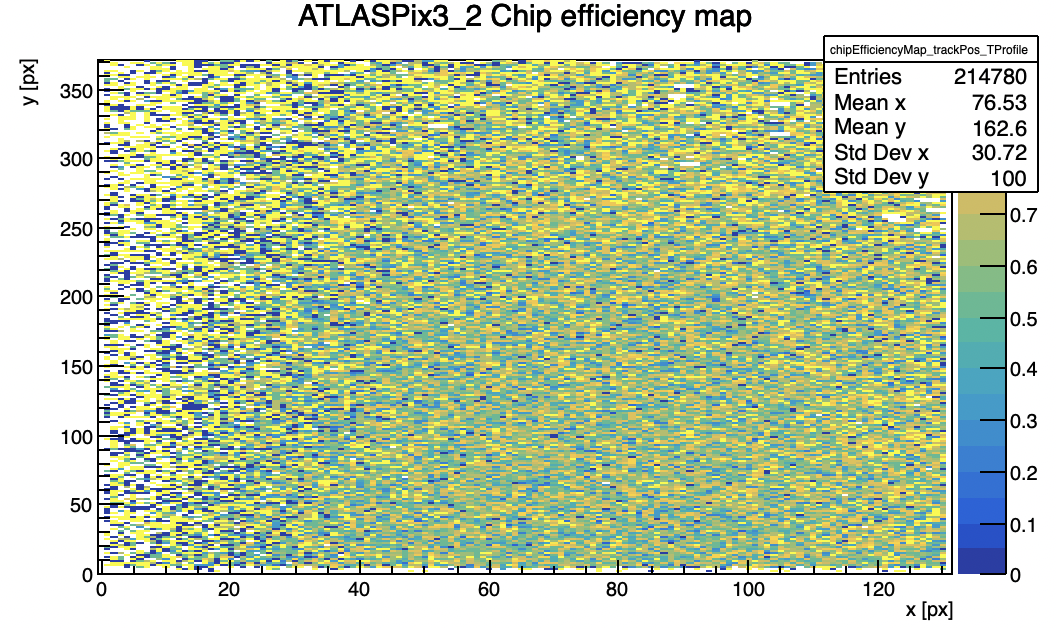 ATLASPix3_2 Chip efficiency map
chipEfficiencyMap_trackPos_TProfile
Entries 214780
Mean x 76.53
Mean y 162.6
Std Dev x 30.72
Std Dev y 100
y [px]
350
300
250
200
150
100
50
0
0 20 40 60 80 100 120
x [px]
0.7
0.6
0.5
0.4
0.3
0.2
0.1
0